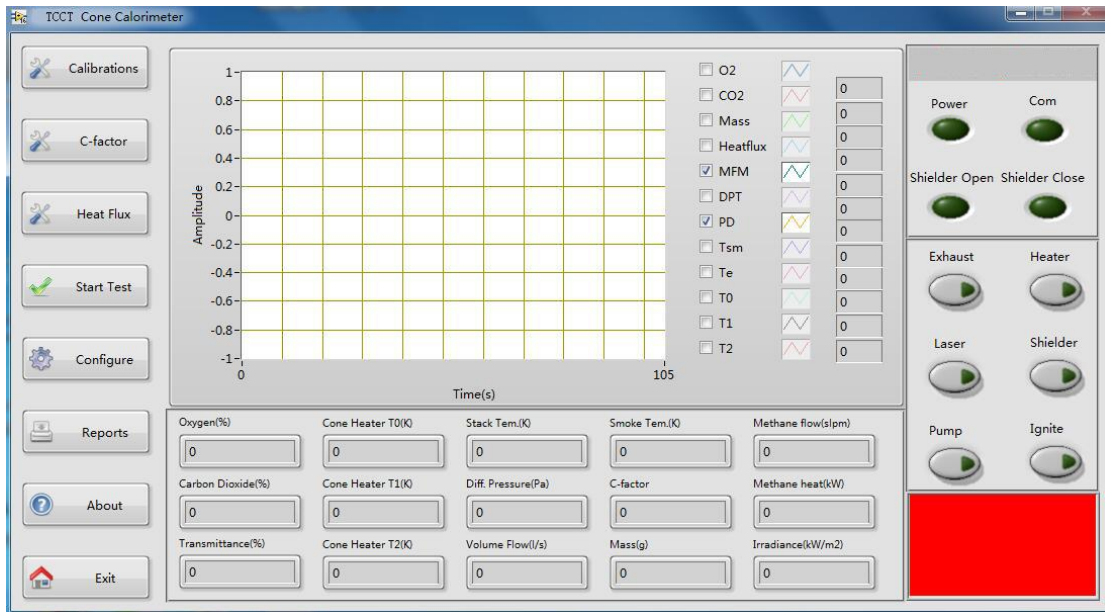 TCCT Cone Calorimeter
Calibrations
C-factor
Heat Flux
Start Test
Configure
Reports
About
Exit
Amplitude
1
0.8
0.6
0.4
0.2
0
-0.2
-0.4
-0.6
-0.8
-1
0 105
Time(s)
O2 0
CO2 0
Mass 0
Heatflux 0
MFM 0
DPT 0
PD 0
Tsm 0
Te 0
T0 0
T1 0
T2 0
Power Com
Shielder Open Shielder Close
Exhaust Heater
Laser Shielder
Pump Ignite
Oxygen(%) Cone Heater T0(K) Stack Tem.(K) Smoke Tem.(K) Methane flow(slpm)
0 0 0 0 0
Carbon Dioxide(%) Cone Heater T1(K) Diff. Pressure(Pa) C-factor Methane heat(kW)
0 0 0 0 0
Transmittance(%) Cone Heater T2(K) Volume Flow(l/s) Mass(g) Irradiance(kW/m2)
0 0 0 0 0